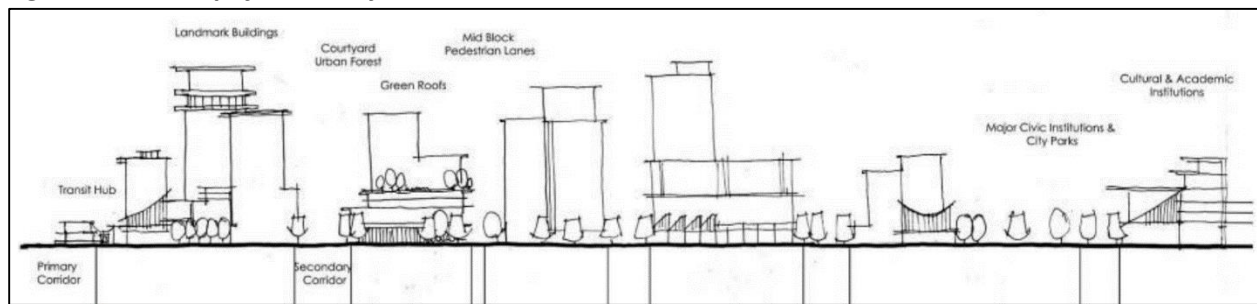 Landmark Buildings
Courtyard
Urban Forest
Green Roofs
Mid Block
Pedestrian Lanes
Cultural & Academic
Institutions
Major Civic Institutions &
City Parks
Transit Hub
Primary
Corridor
Secondary
Corridor